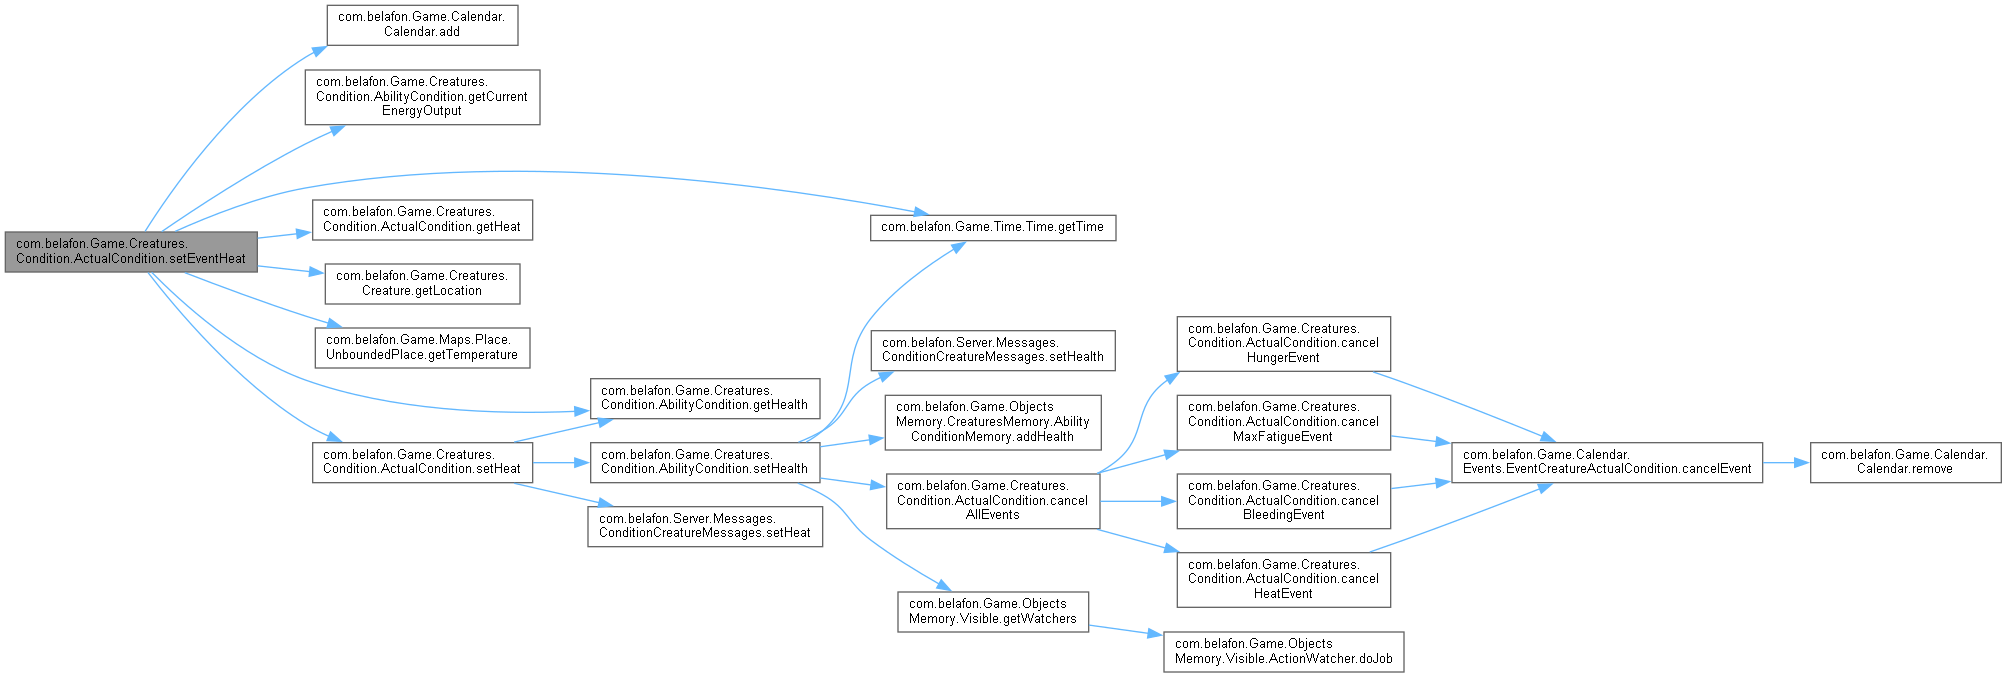 com.belafon.Game.Calendar.
Calendar.add
com.belafon.Game.Creatures.
Condition.AbilityCondition.getCurrent
EnergyOutput
com.belafon.Game.Creatures.
Condition.ActualCondition.getHeat
com.belafon.Game.Creatures.
Condition.ActualCondition.setEventHeat
com.belafon.Game.Creatures.
Creature.getLocation
com.belafon.Game.Maps.Place.
UnboundedPlace.getTemperature
com.belafon.Game.Creatures.
Condition.AbilityCondition.getHealth
com.belafon.Game.Creatures.
Condition.ActualCondition.setHeat
com.belafon.Game.Creatures.
Condition.AbilityCondition.setHealth
com.belafon.Server.Messages.
ConditionCreatureMessages.setHeat
com.belafon.Game.Time.Time.getTime
com.belafon.Server.Messages.
ConditionCreatureMessages.setHealth
com.belafon.Game.Objects
Memory.CreaturesMemory.Ability
ConditionMemory.addHealth
com.belafon.Game.Creatures.
Condition.ActualCondition.cancel
AllEvents
com.belafon.Game.Objects
Memory.Visible.getWatchers
com.belafon.Game.Creatures.
Condition.ActualCondition.cancel
HungerEvent
com.belafon.Game.Creatures.
Condition.ActualCondition.cancel
MaxFatigueEvent
com.belafon.Game.Creatures.
Condition.ActualCondition.cancel
BleedingEvent
com.belafon.Game.Creatures.
Condition.ActualCondition.cancel
HeatEvent
com.belafon.Game.Objects
Memory.Visible.ActionWatcher.doJob
com.belafon.Game.Calendar.
Events.EventCreatureActualCondition.cancelEvent
com.belafon.Game.Calendar.
Calendar.remove